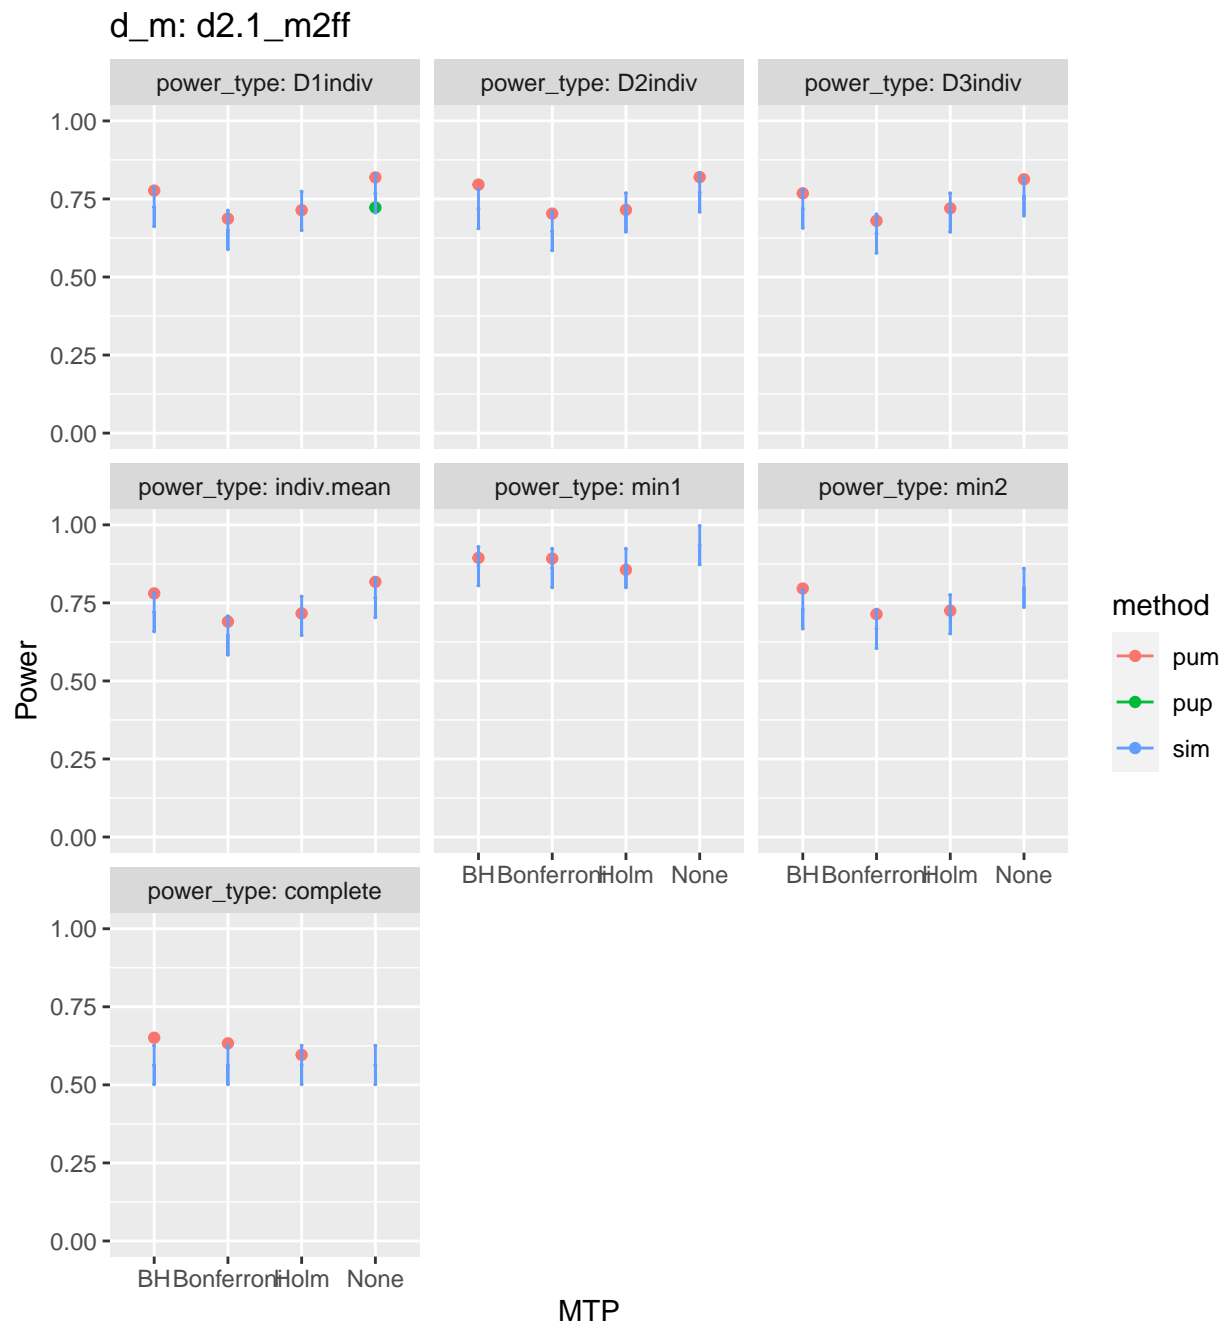 d_m: d2.1_m2ff
power_type: D1indiv
power_type: D2indiv
power_type: D3indiv
1.00
0.75
0.50
0.25
0.00
power_type: indiv.mean
power_type: min1
power_type: min2
1.00
0.75
0.50
0.25
0.00
BH Bonferroni Holm None
BH Bonferroni Holm None
power_type: complete
1.00
0.75
0.50
0.25
0.00
BH Bonferroni Holm None
MTP
Power
method
pum
pup
sim